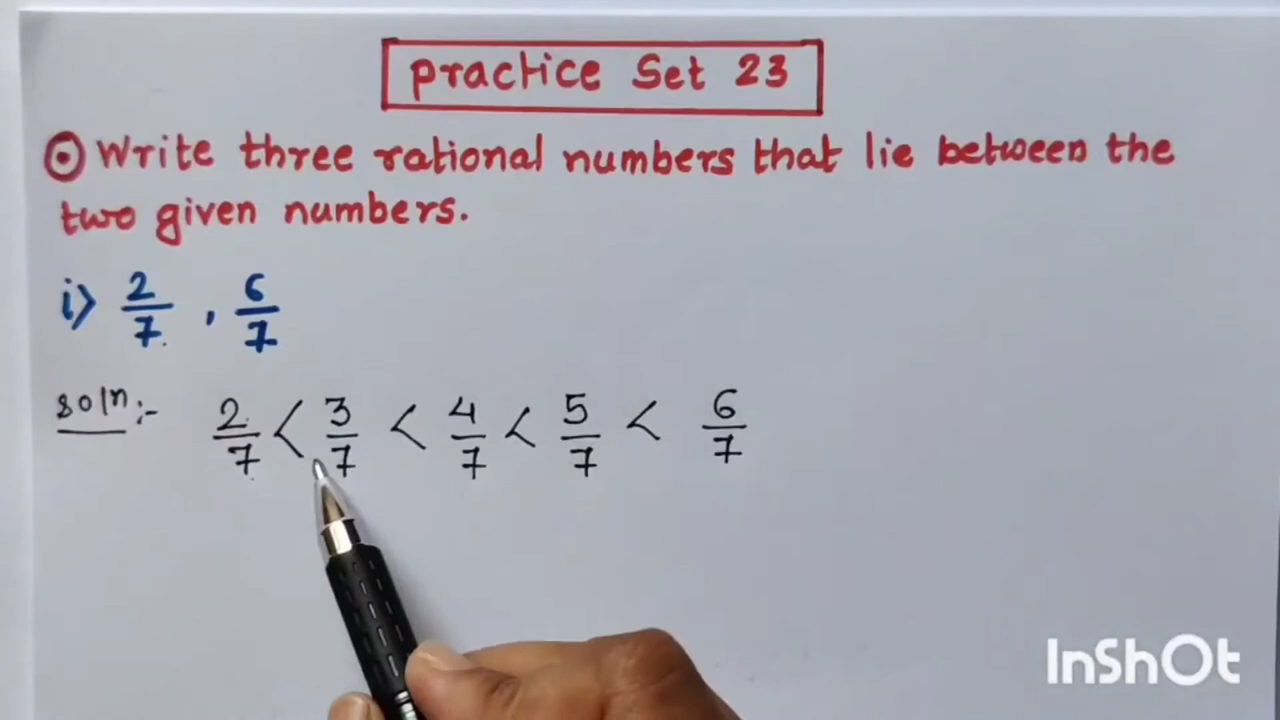 Practice Set 23
⊙ Write three rational numbers that lie between the
two given numbers.
i) 2/7 , 6/7
soln:- 2/7 < 3/7 < 4/7 < 5/7 < 6/7
InShOt